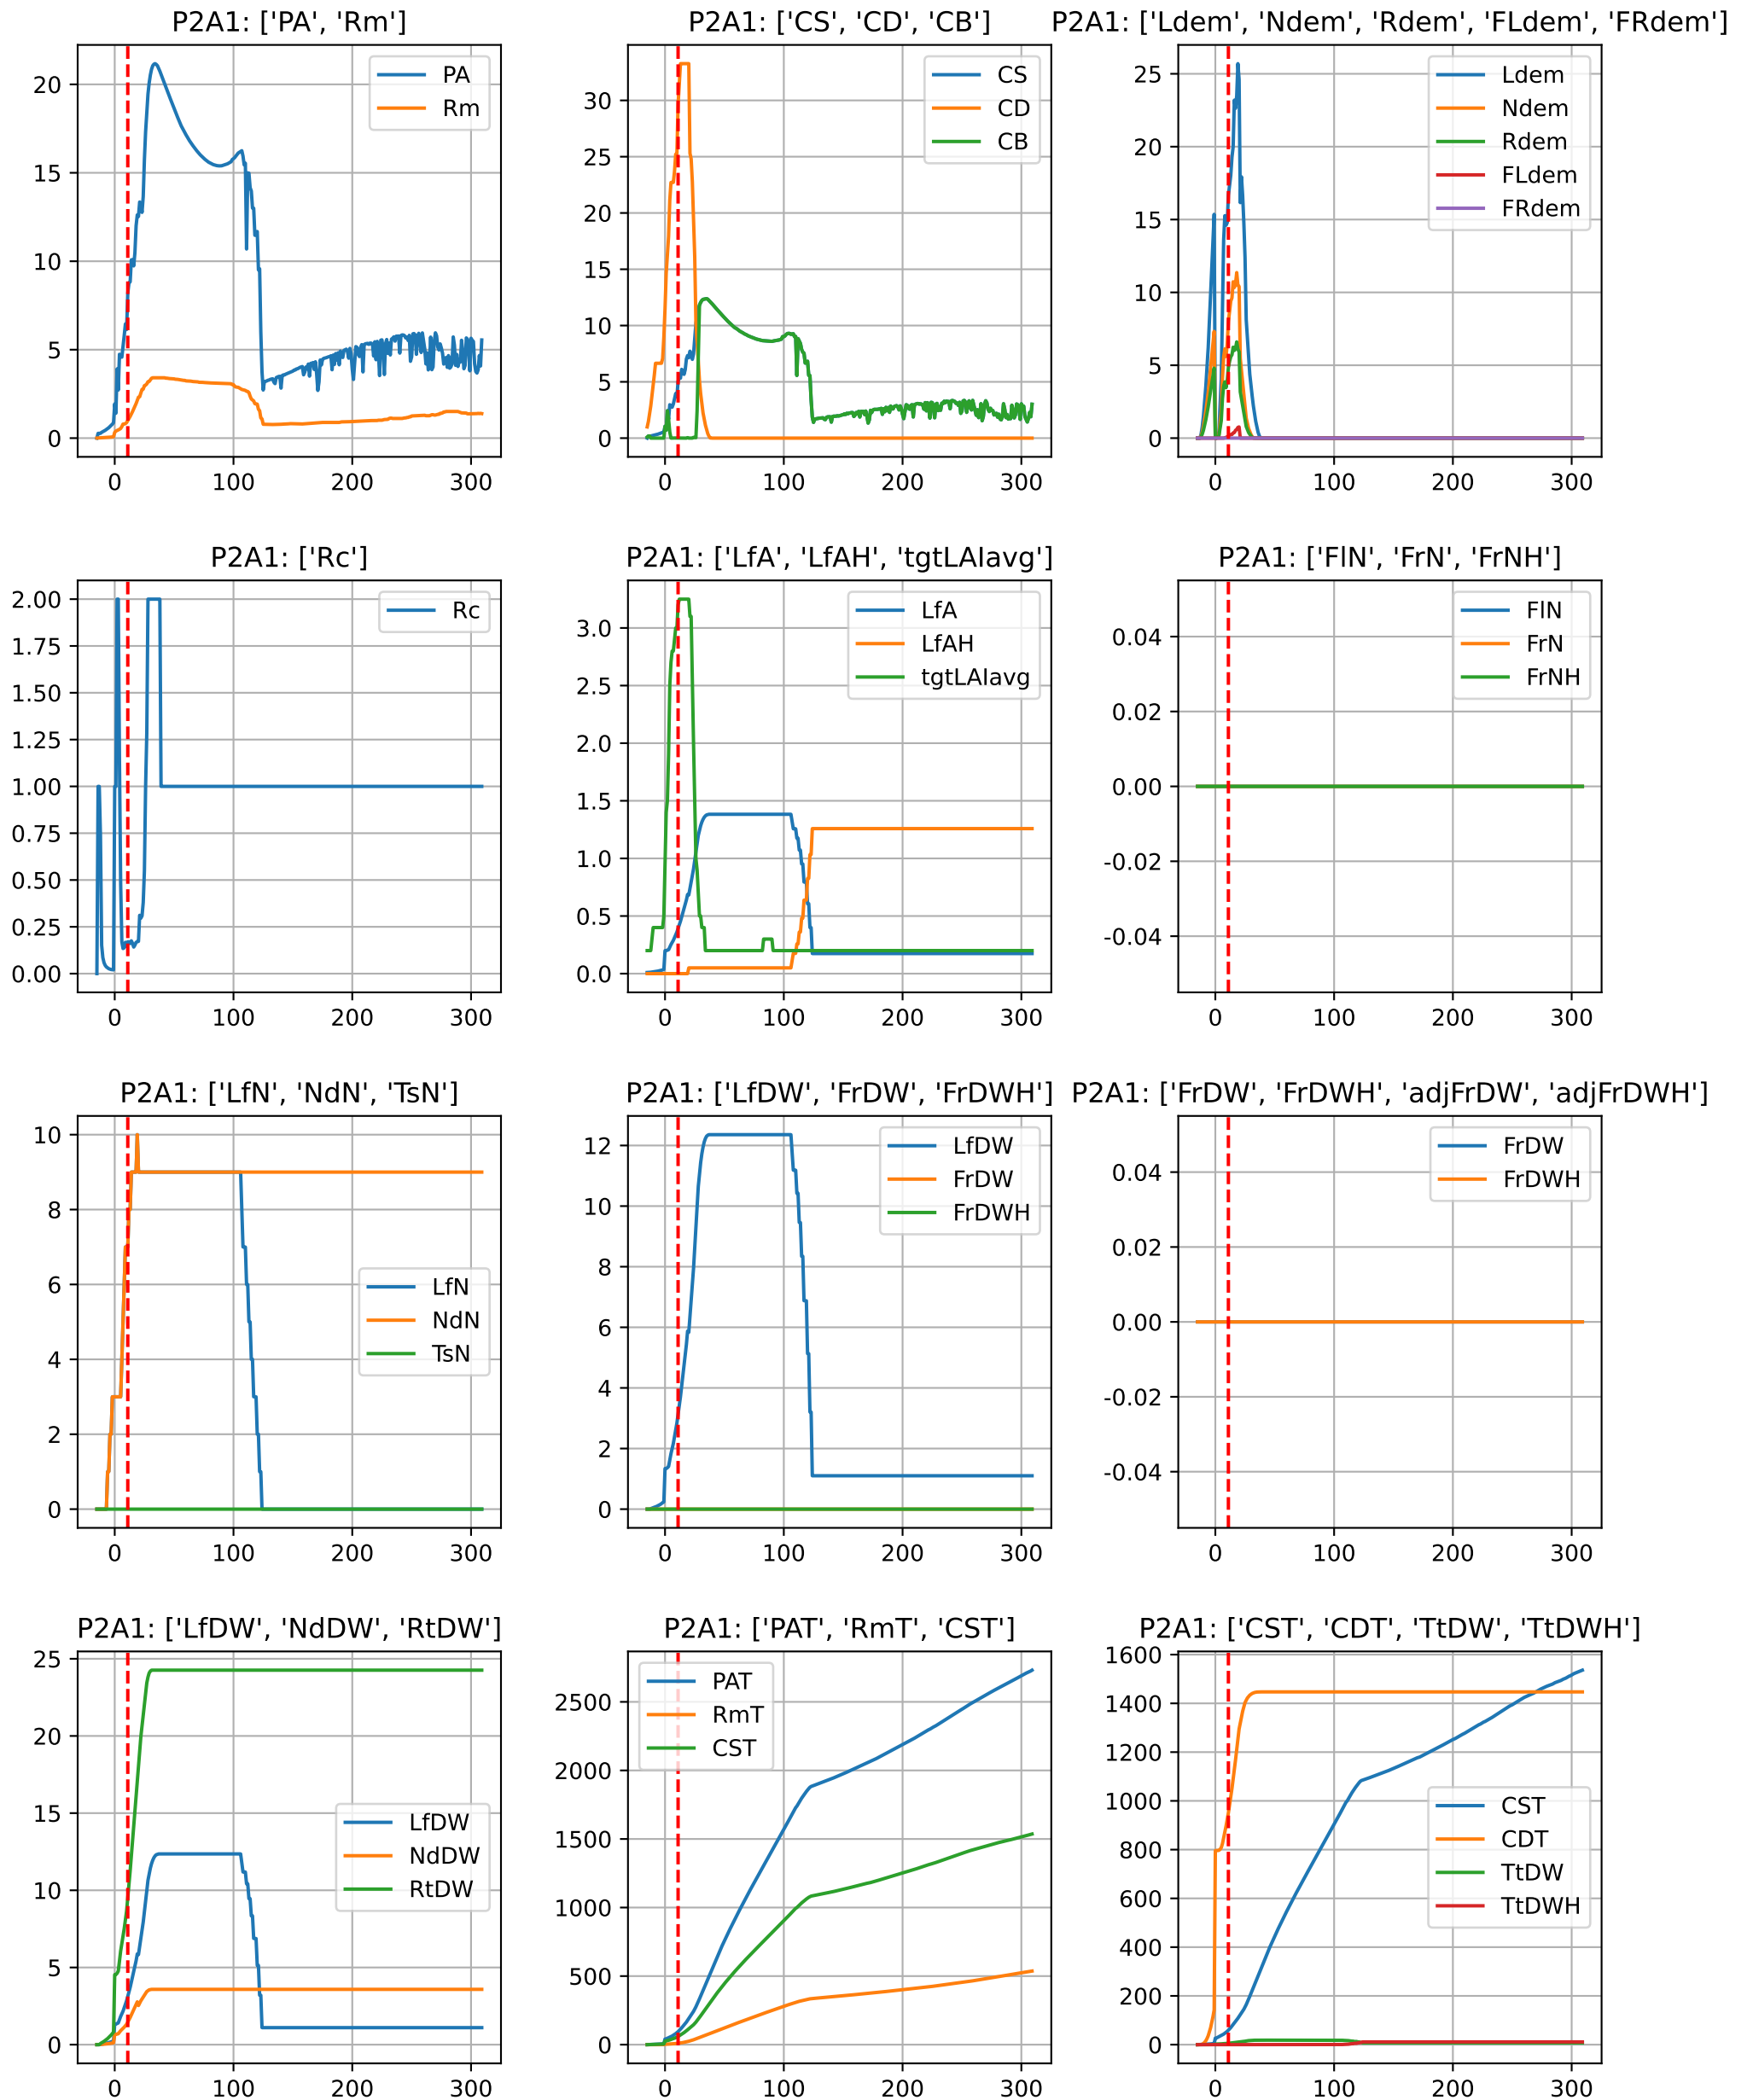 P2A1: ['PA', 'Rm']
20
15
10
5
0
0 100 200 300
PA
Rm
P2A1: ['CS', 'CD', 'CB']
30
25
20
15
10
5
0
0 100 200 300
CS
CD
CB
P2A1: ['Ldem', 'Ndem', 'Rdem', 'FLdem', 'FRdem']
25
20
15
10
5
0
0 100 200 300
Ldem
Ndem
Rdem
FLdem
FRdem
P2A1: ['Rc']
2.00
1.75
1.50
1.25
1.00
0.75
0.50
0.25
0.00
0 100 200 300
Rc
P2A1: ['LfA', 'LfAH', 'tgtLAIavg']
3.0
2.5
2.0
1.5
1.0
0.5
0.0
0 100 200 300
LfA
LfAH
tgtLAIavg
P2A1: ['FlN', 'FrN', 'FrNH']
0.04
0.02
0.00
-0.02
-0.04
0 100 200 300
FlN
FrN
FrNH
P2A1: ['LfN', 'NdN', 'TsN']
10
8
6
4
2
0
0 100 200 300
LfN
NdN
TsN
P2A1: ['LfDW', 'FrDW', 'FrDWH']
12
10
8
6
4
2
0
0 100 200 300
LfDW
FrDW
FrDWH
P2A1: ['FrDW', 'FrDWH', 'adjFrDW', 'adjFrDWH']
0.04
0.02
0.00
-0.02
-0.04
0 100 200 300
FrDW
FrDWH
P2A1: ['LfDW', 'NdDW', 'RtDW']
25
20
15
10
5
0
0 100 200 300
LfDW
NdDW
RtDW
P2A1: ['PAT', 'RmT', 'CST']
2500
2000
1500
1000
500
0
0 100 200 300
PAT
RmT
CST
P2A1: ['CST', 'CDT', 'TtDW', 'TtDWH']
1600
1400
1200
1000
800
600
400
200
0
0 100 200 300
CST
CDT
TtDW
TtDWH